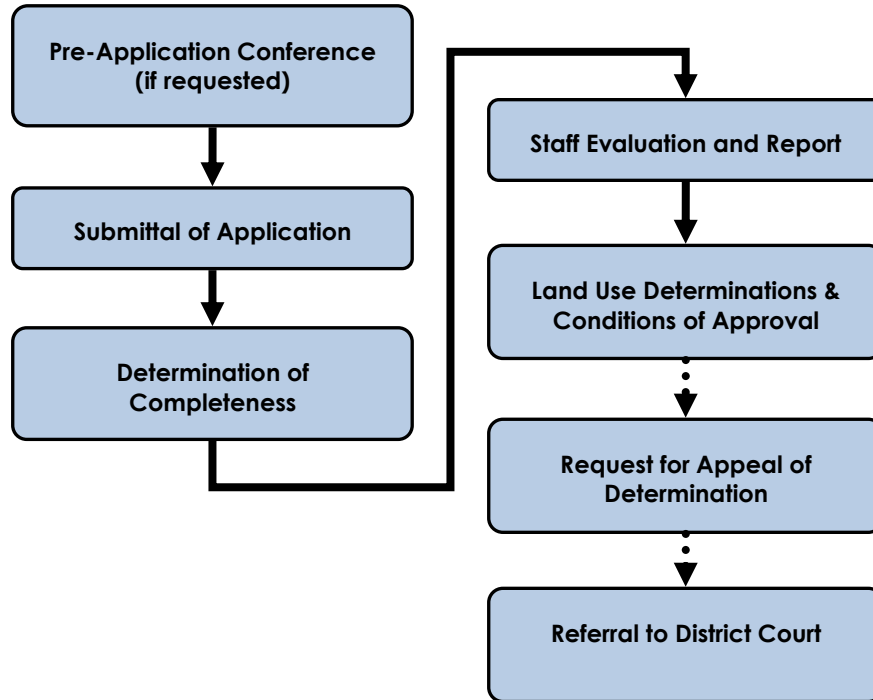 Pre-Application Conference
(if requested)
Submittal of Application
Determination of
Completeness
Staff Evaluation and Report
Land Use Determinations &
Conditions of Approval
Request for Appeal of
Determination
Referral to District Court